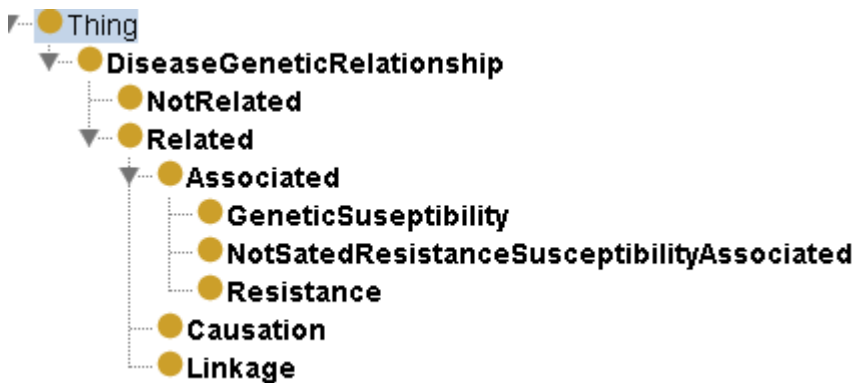 Thing
DiseaseGeneticRelationship
NotRelated
Related
Associated
GeneticSuseptibility
NotSatedResistanceSusceptibilityAssociated
Resistance
Causation
Linkage